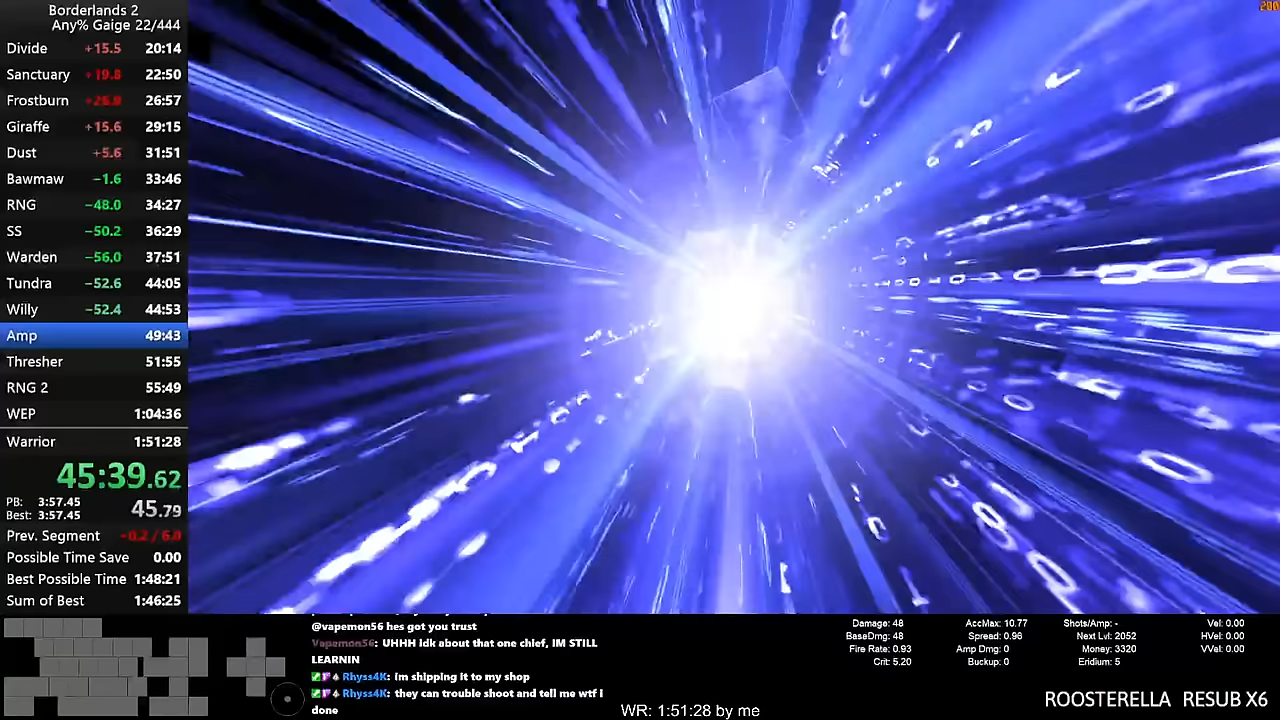 Borderlands 2
Any% Gaige 22/444
Divide +15.5 20:14
Sanctuary +19.8 22:50
Frostburn +26.9 26:57
Giraffe +15.6 29:15
Dust +5.6 31:51
Bawmaw −1.6 33:46
RNG −48.0 34:27
SS −50.2 36:29
Warden −56.0 37:51
Tundra −52.6 44:05
Willy −52.4 44:53
Amp 49:43
Thresher 51:55
RNG 2 55:49
WEP 1:04:36
Warrior 1:51:28
45:39.62
PB: 3:57.45
Best: 3:57.45
45.79
Prev. Segment -0.2 / 6.0
Possible Time Save 0.00
Best Possible Time 1:48:21
Sum of Best 1:46:25
200
@vapemon56 hes got you trust
Vapemon56: UHHH Idk about that one chief, IM STILL
LEARNIN
Rhyss4K: im shipping it to my shop
Rhyss4K: they can trouble shoot and tell me wtf I
done
WR: 1:51:28 by me
Damage: 48
BaseDmg: 48
Fire Rate: 0.93
Crit: 5.20
AccMax: 10.77
Spread: 0.96
Amp Dmg: 0
Buckup: 0
Shots/Amp: -
Next Lvl: 2052
Money: 3320
Eridium: 5
Vel: 0.00
HVel: 0.00
VVel: 0.00
ROOSTERELLA RESUB X6